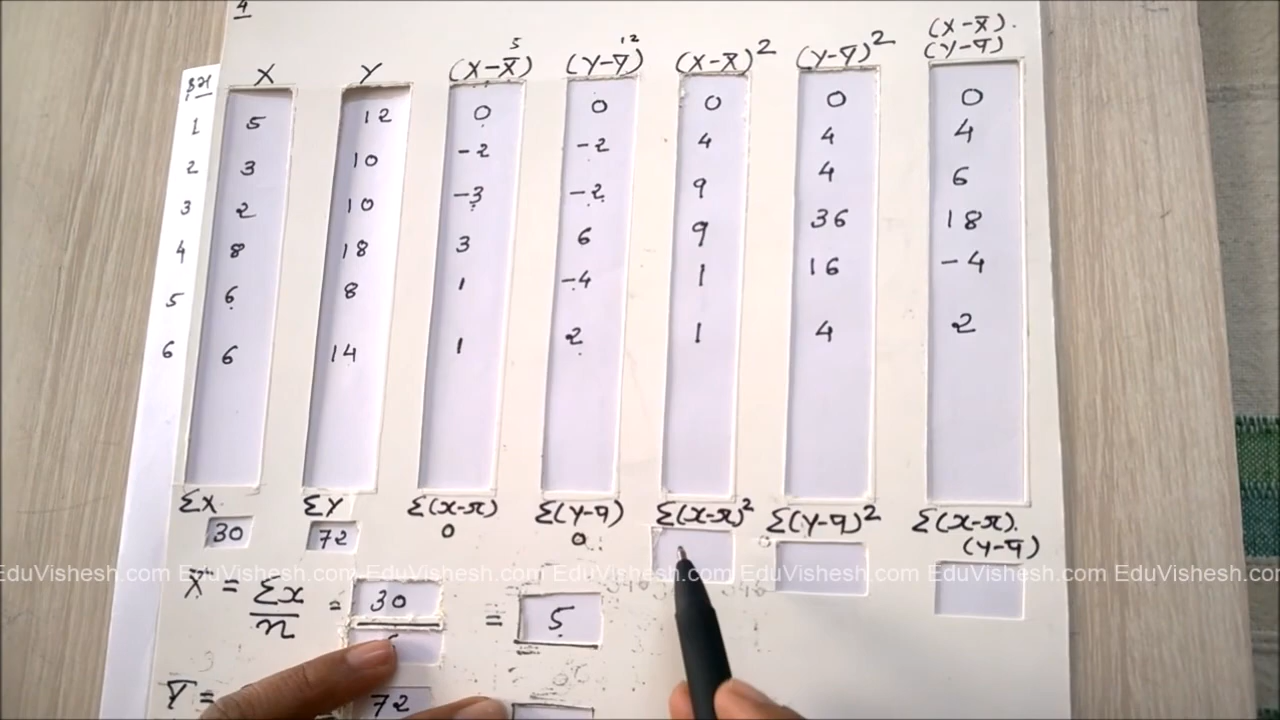 4
(X-X̄).
5 12
X Y (X-X̄) (Y-Ȳ) (X-X̄)² (Y-Ȳ)² (Y-Ȳ)
ક્રમ
1 5 12 0 0 0 0 0
2 3 10 -2 -2 4 4 4
3 2 10 -3 -2 9 4 6
4 8 18 3 6 9 36 18
5 6 8 1 -4 1 16 -4
6 6 14 1 2 1 4 2
ΣX ΣY Σ(x-x̄) Σ(y-ȳ) Σ(x-x̄)² Σ(y-ȳ)² Σ(x-x̄).
30 72 0 0 (y-ȳ)
EduVishesh.com EduVishesh.com EduVishesh.com EduVishesh.com EduVishesh.com EduVishesh.com EduVishesh.com
X̄ = Σx/n = 30 = 5
Ȳ = 72